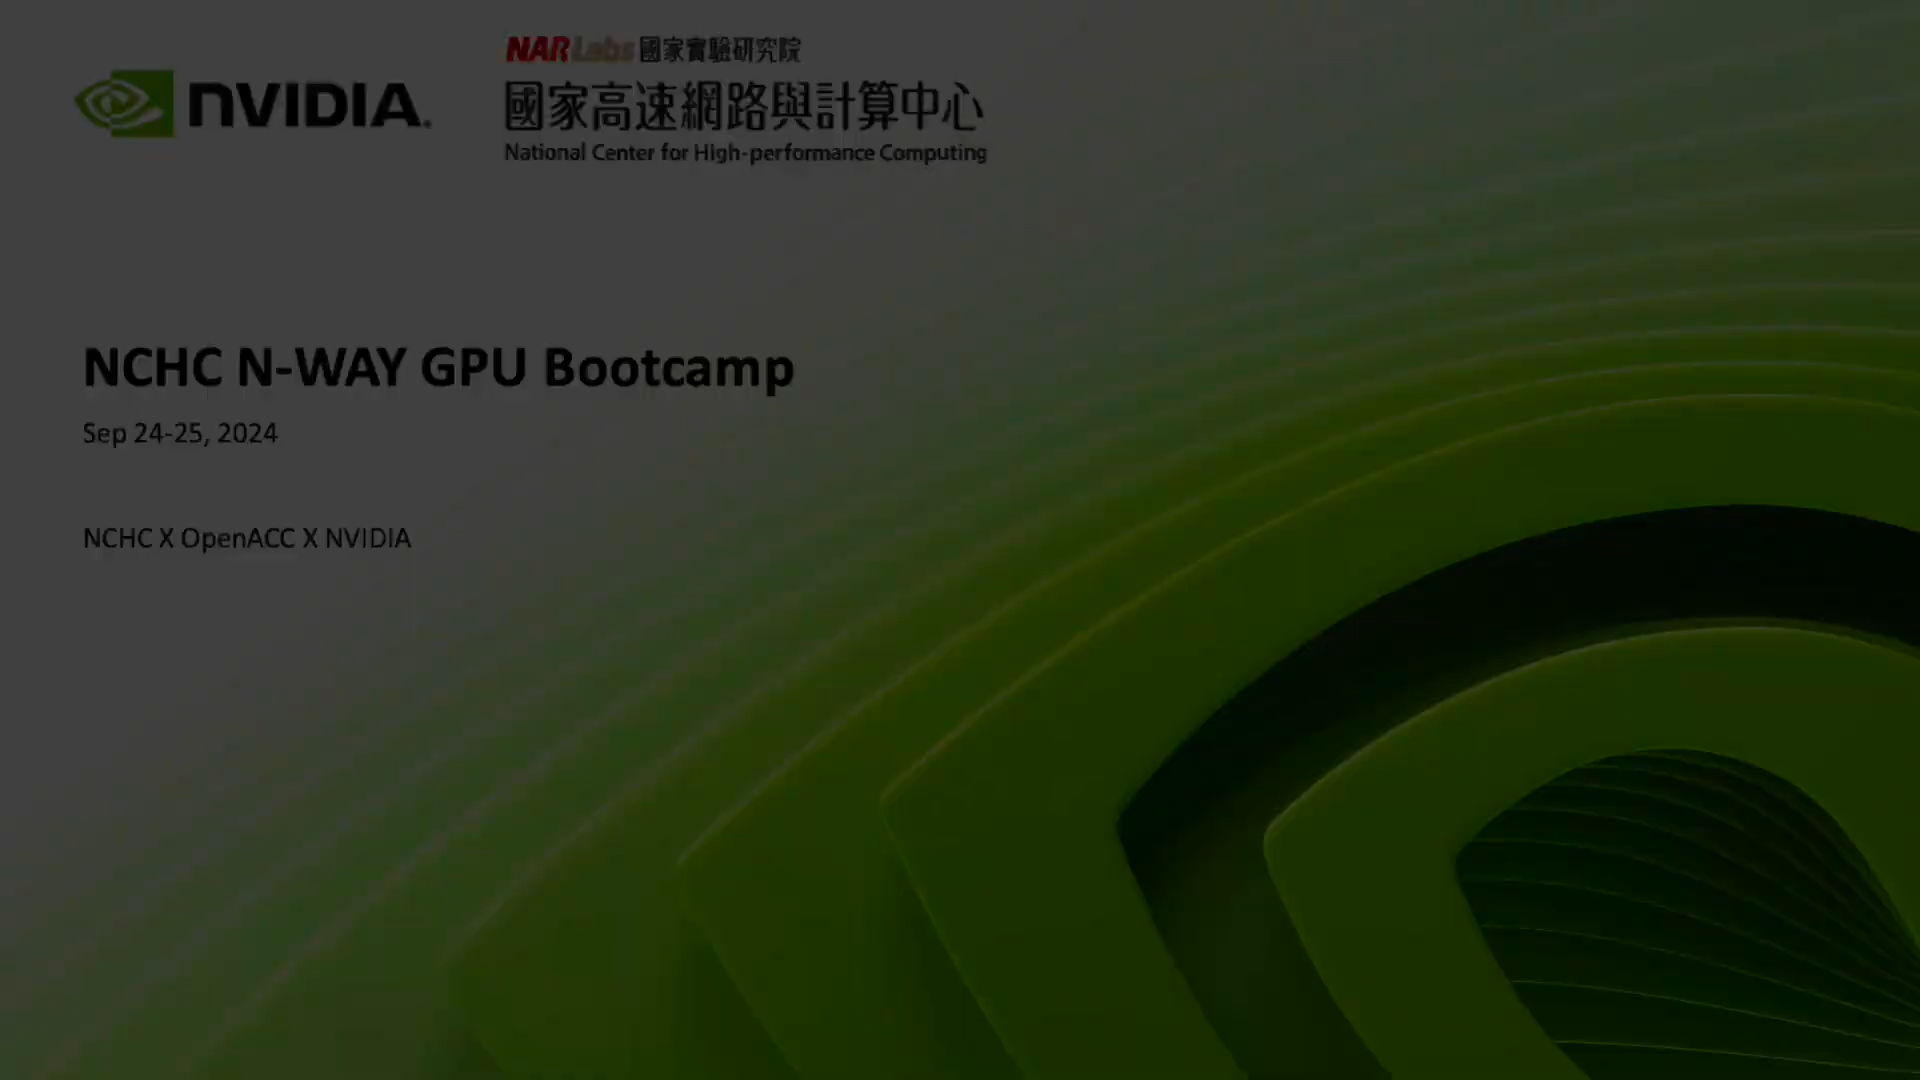 NVIDIA.
NARLabs 國家實驗研究院
國家高速網路與計算中心
National Center for High-performance Computing
NCHC N-WAY GPU Bootcamp
Sep 24-25, 2024
NCHC X OpenACC X NVIDIA